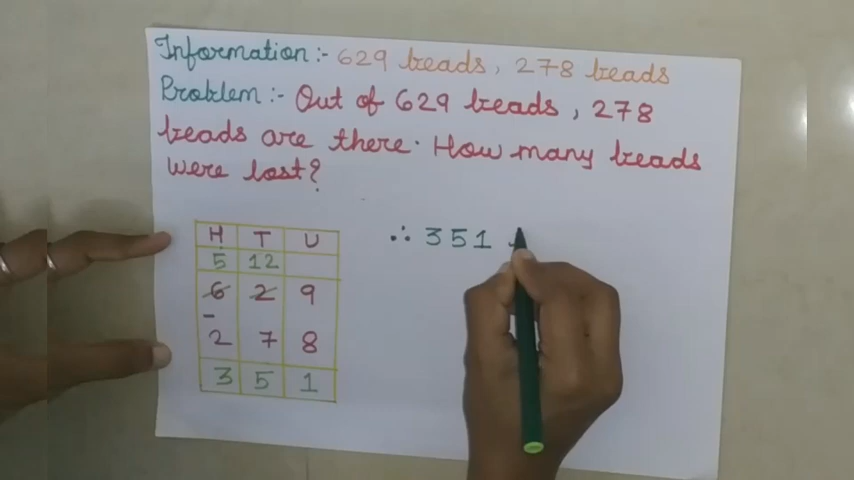 Information :- 629 beads, 278 beads
Problem :- Out of 629 beads, 278
beads are there. How many beads
were lost?
H T U
5 12
6 2 9
- 2 7 8
3 5 1
∴ 351